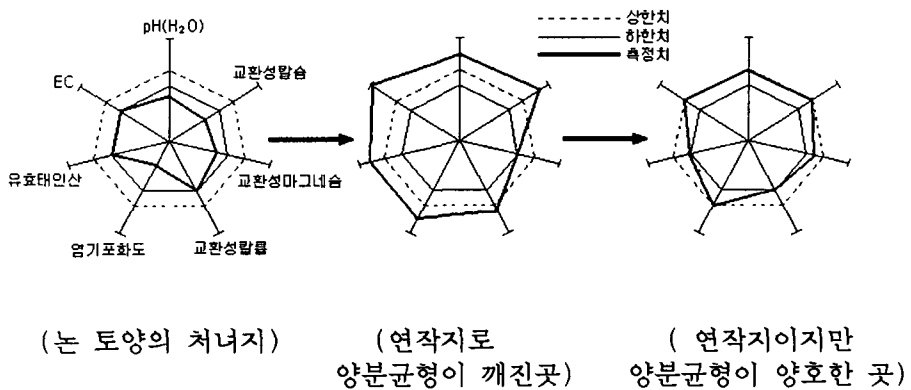 상한치
하한치
측정치
pH(H₂O)
EC
교환성칼슘
유효태인산
교환성마그네슘
염기포화도
교환성칼륨
(논 토양의 처녀지)
(연작지로
양분균형이 깨진곳)
( 연작지이지만
양분균형이 양호한 곳)